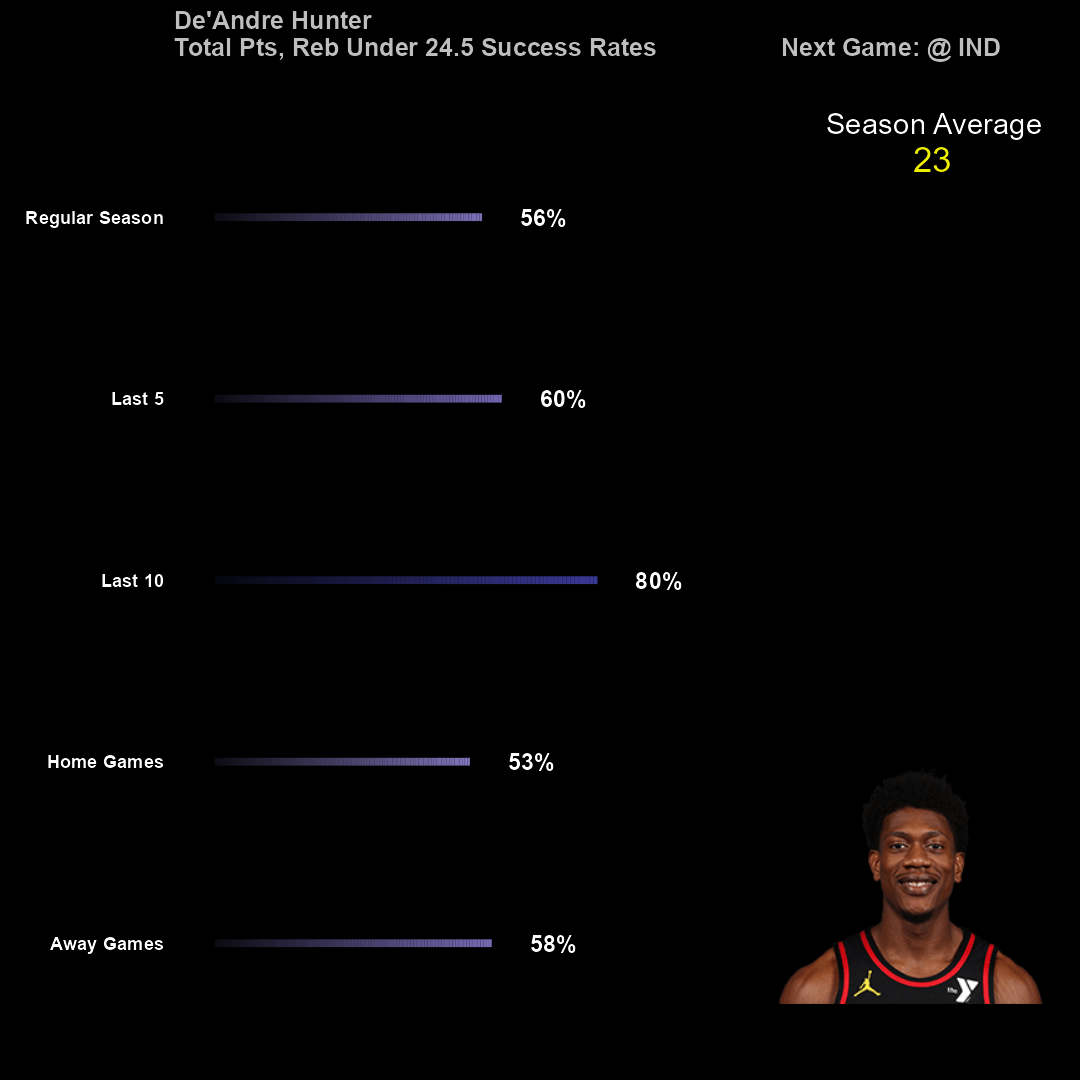 De'Andre Hunter
Total Pts, Reb Under 24.5 Success Rates
Next Game: @ IND
Season Average
23
Regular Season 56%
Last 5 60%
Last 10 80%
Home Games 53%
Away Games 58%
the Y